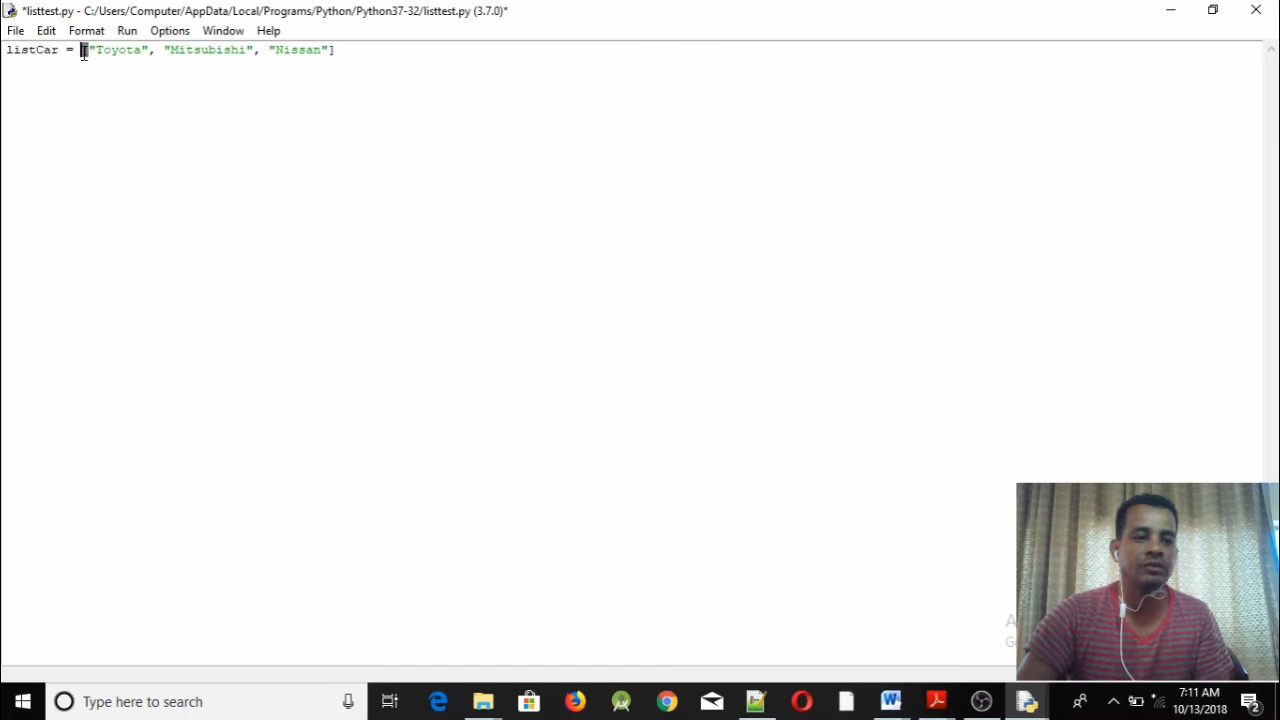 *listtest.py - C:/Users/Computer/AppData/Local/Programs/Python/Python37-32/listtest.py (3.7.0)*
File Edit Format Run Options Window Help
listCar = ["Toyota", "Mitsubishi", "Nissan"]
Type here to search
7:11 AM
10/13/2018
2